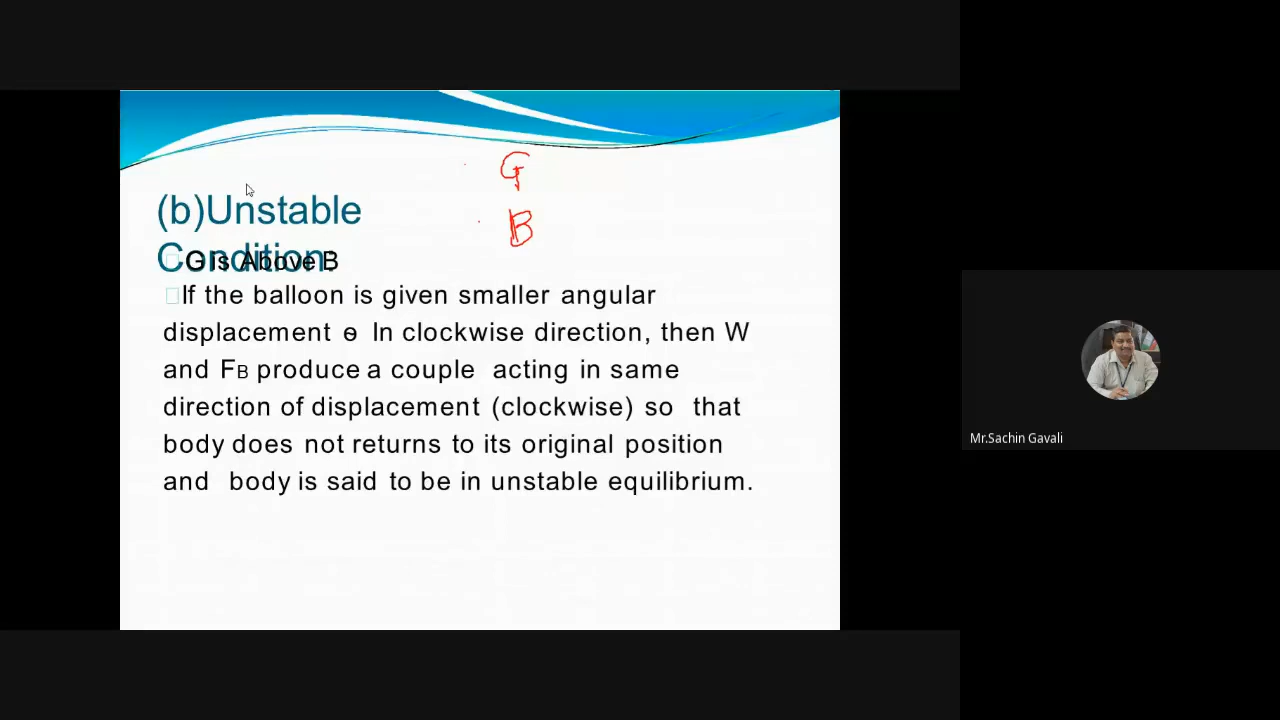 G
B
(b)Unstable
Condition:
G is Above B
If the balloon is given smaller angular
displacement ɵ In clockwise direction, then W
and FB produce a couple acting in same
direction of displacement (clockwise) so that
body does not returns to its original position
and body is said to be in unstable equilibrium.
Mr.Sachin Gavali